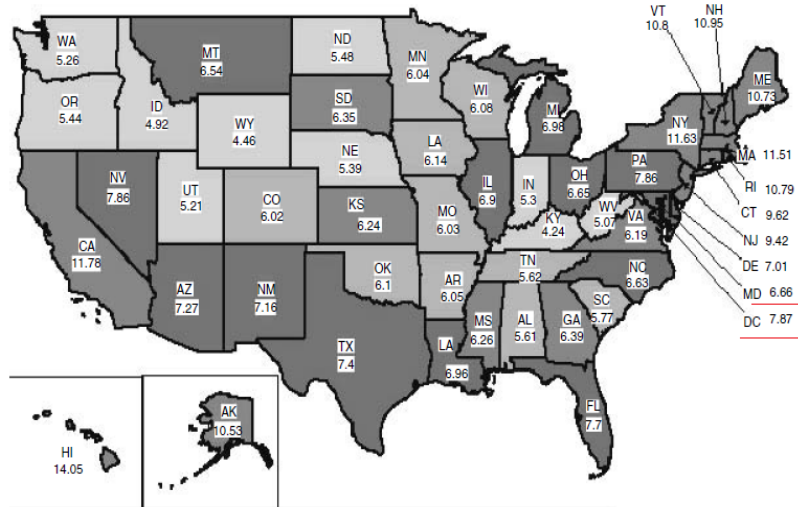 VT
10.8
NH
10.95
WA
5.26
MT
6.54
ND
5.48
MN
6.04
ME
10.73
OR
5.44
ID
4.92
SD
6.35
WI
6.08
MI
6.98
NY
11.63
WY
4.46
LA
6.14
MA 11.51
NE
5.39
PA
7.86
RI 10.79
NV
7.86
UT
5.21
CO
6.02
IL
6.9
IN
5.3
OH
6.65
CT 9.62
KS
6.24
MO
6.03
KY
4.24
WV
5.07
VA
6.19
NJ 9.42
CA
11.78
DE 7.01
AZ
7.27
NM
7.16
OK
6.1
AR
6.05
TN
5.62
NC
6.63
MD 6.66
SC
5.77
DC 7.87
TX
7.4
LA
6.96
MS
6.26
AL
5.61
GA
6.39
FL
7.7
HI
14.05
AK
10.53